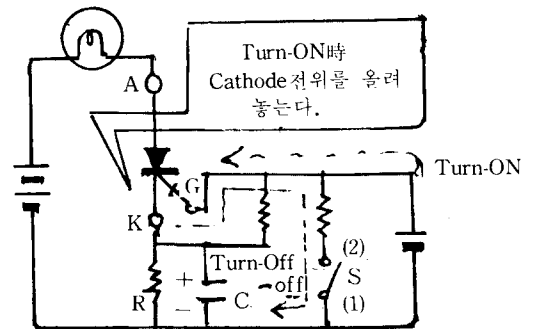 Turn-ON時
Cathode전위를 올려
놓는다.
A
Turn-ON
G
K
(2)
Turn-Off
S
+
off
R
－
C
(1)